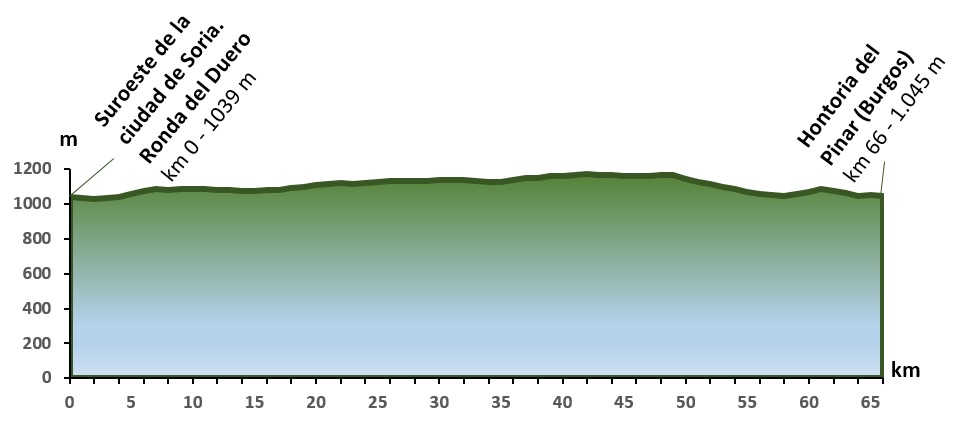 Suroeste de la
ciudad de Soria.
Ronda del Duero
km 0 - 1039 m
Hontoria del
Pinar (Burgos)
km 66 - 1.045 m
m
1200
1000
800
600
400
200
0
0 5 10 15 20 25 30 35 40 45 50 55 60 65
km